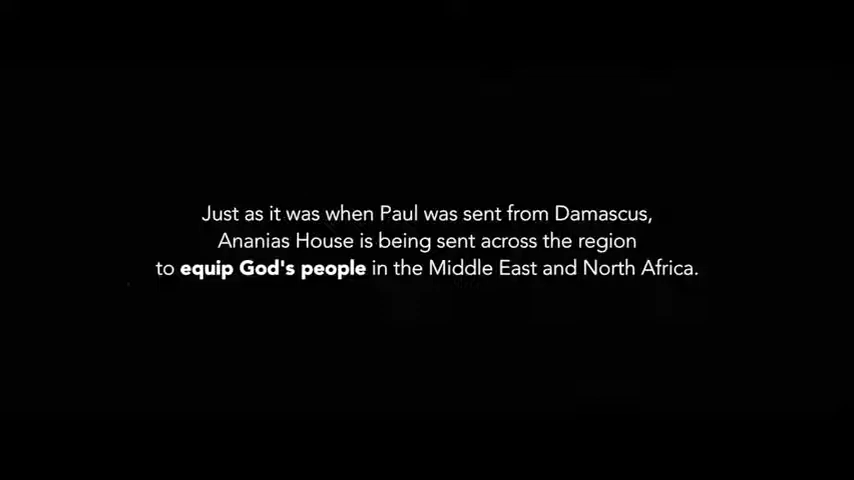 Just as it was when Paul was sent from Damascus,
Ananias House is being sent across the region
to equip God's people in the Middle East and North Africa.